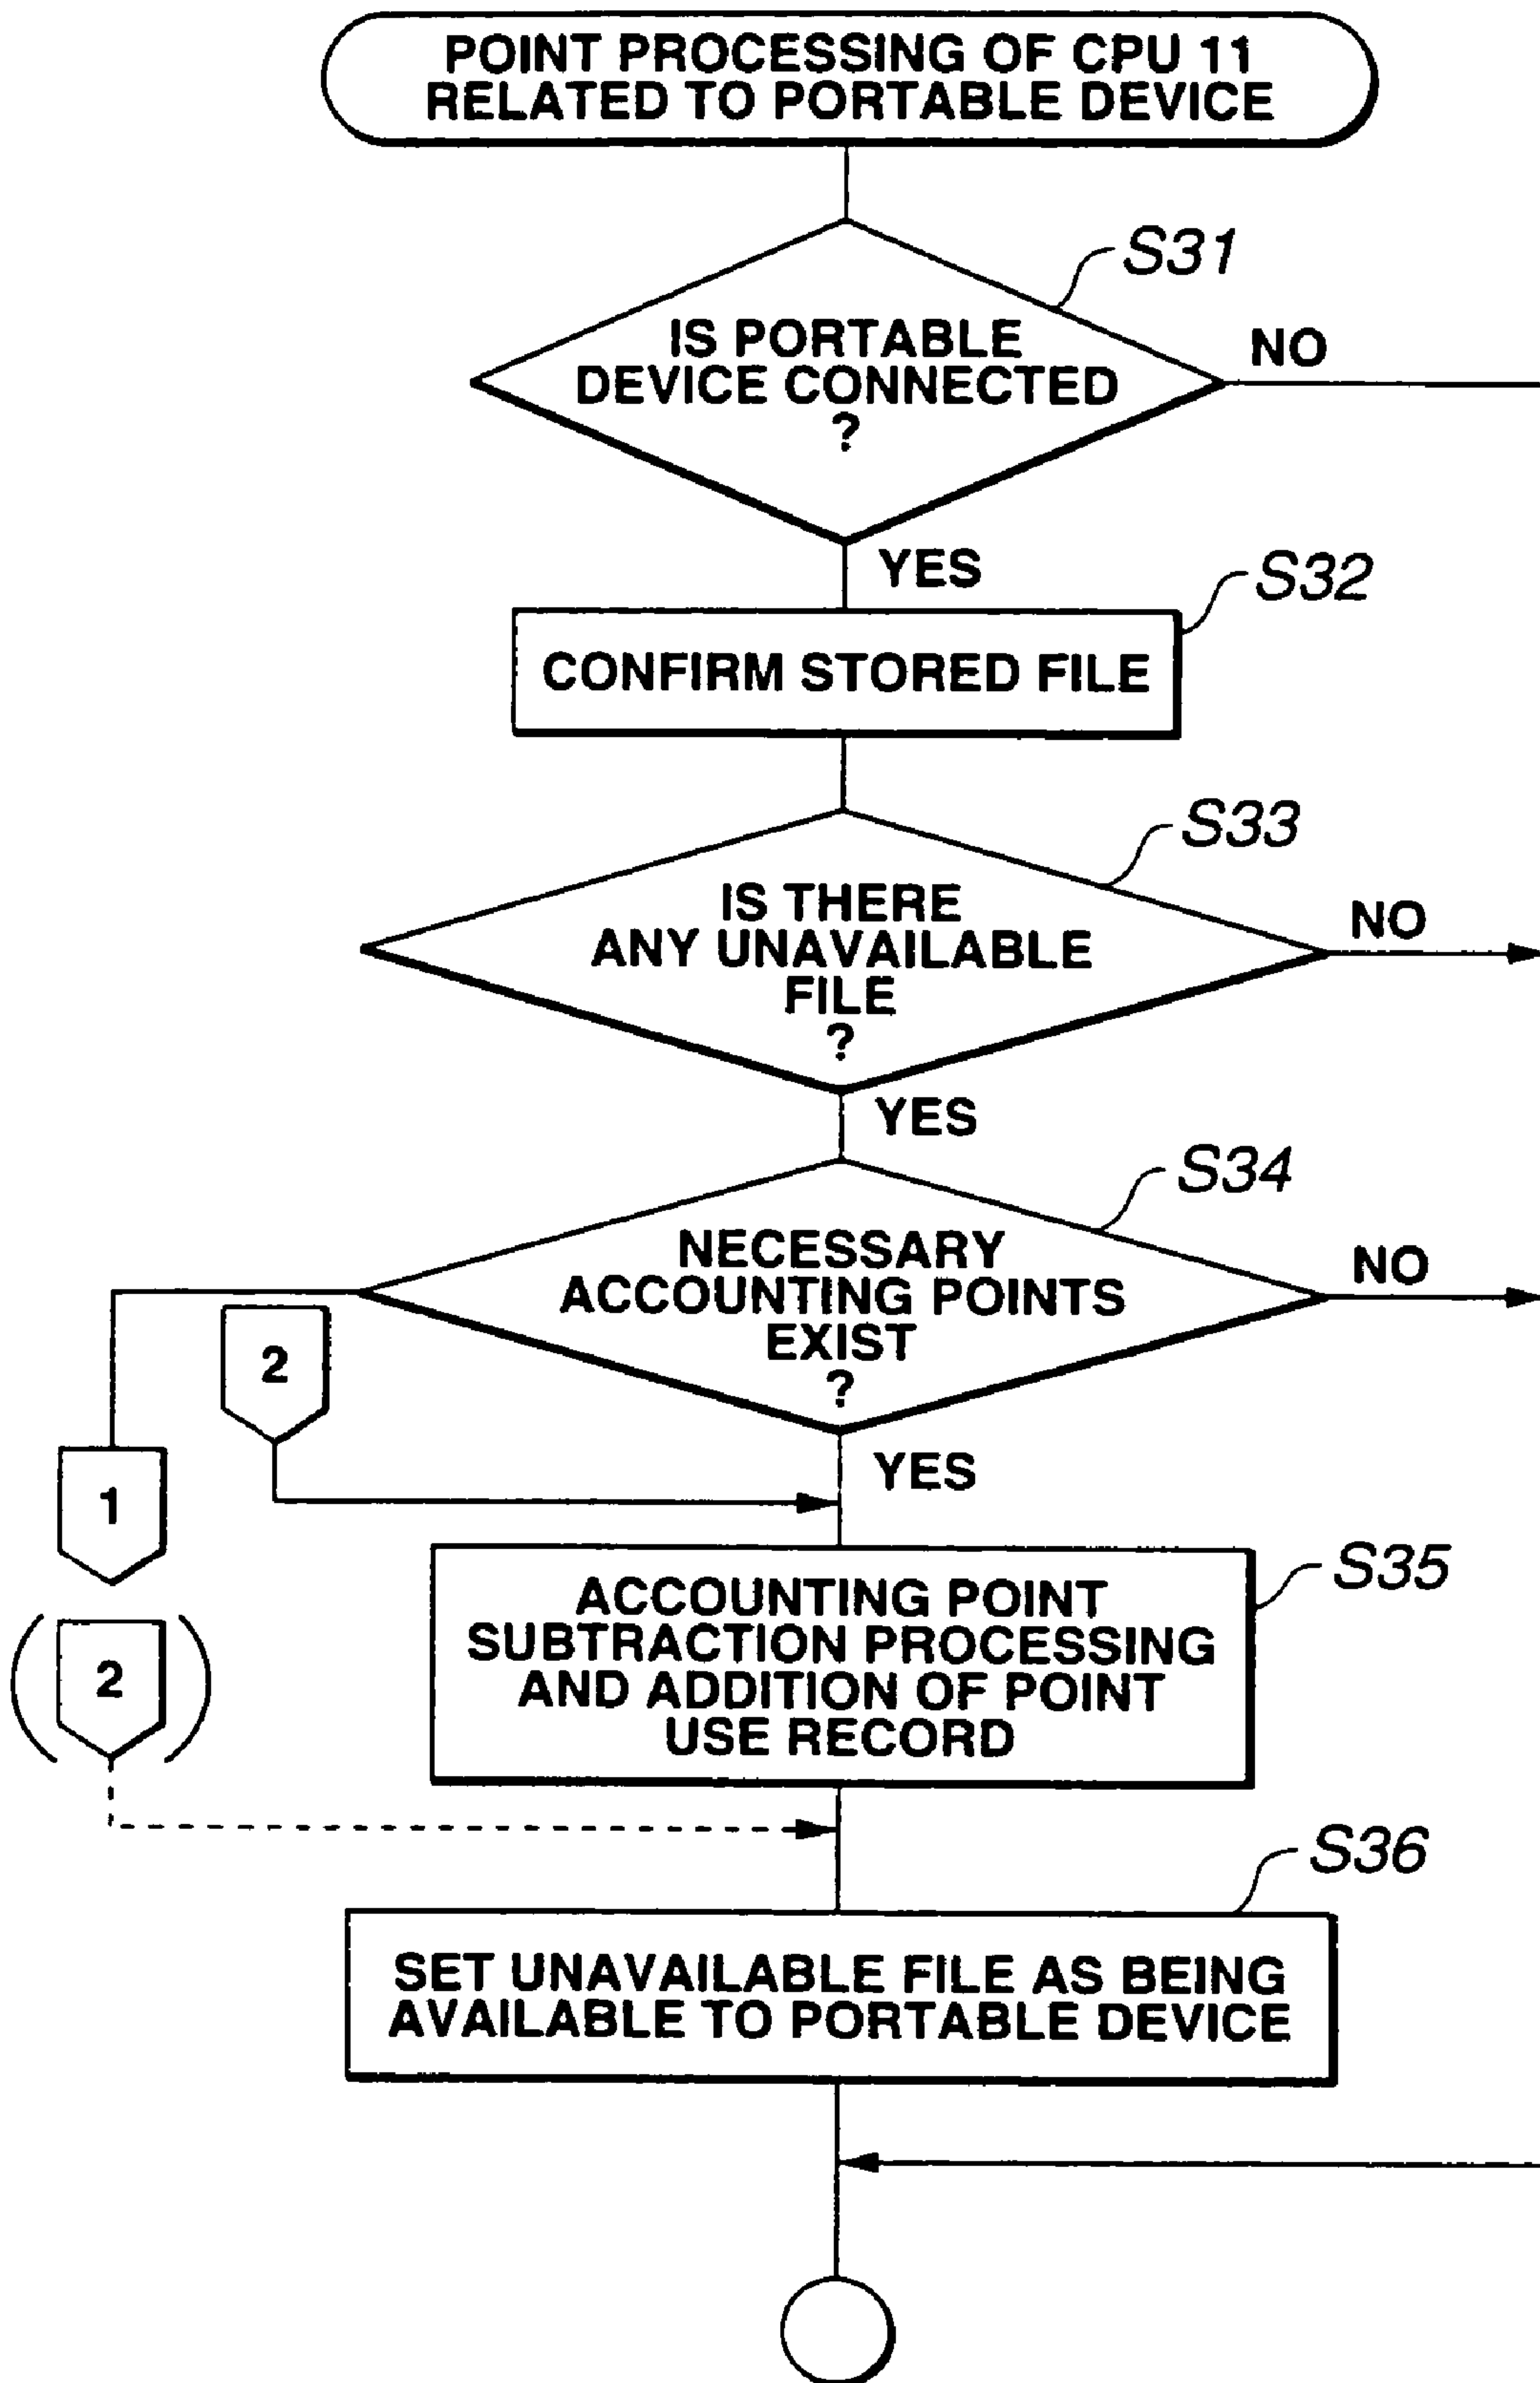 POINT PROCESSING OF CPU 11
RELATED TO PORTABLE DEVICE
S31
IS PORTABLE
DEVICE CONNECTED
?
NO
YES
S32
CONFIRM STORED FILE
S33
IS THERE
ANY UNAVAILABLE
FILE
?
NO
YES
S34
NECESSARY
ACCOUNTING POINTS
EXIST
?
NO
2
YES
1
S35
ACCOUNTING POINT
SUBTRACTION PROCESSING
AND ADDITION OF POINT
USE RECORD
(2)
S36
SET UNAVAILABLE FILE AS BEING
AVAILABLE TO PORTABLE DEVICE